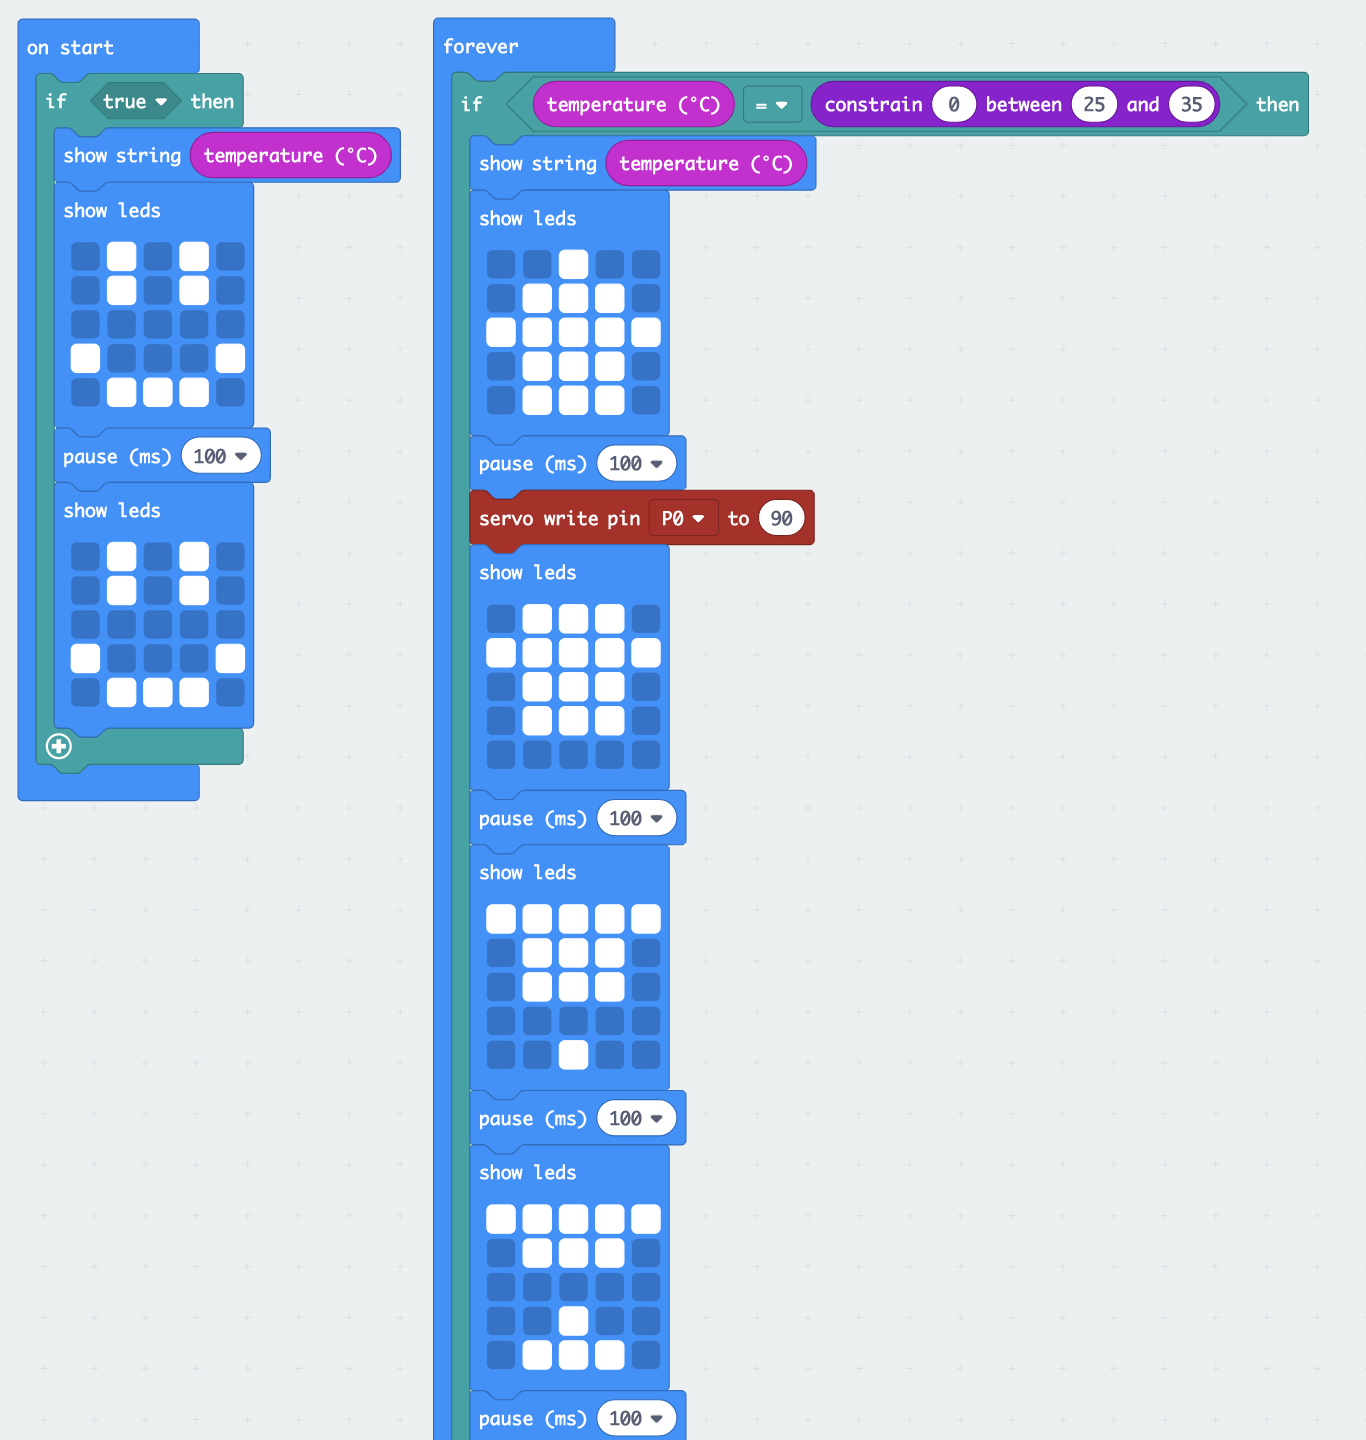 on start
if true then
show string temperature (°C)
show leds
pause (ms) 100
show leds
forever
if temperature (°C) = constrain 0 between 25 and 35 then
show string temperature (°C)
show leds
pause (ms) 100
servo write pin P0 to 90
show leds
pause (ms) 100
show leds
pause (ms) 100
show leds
pause (ms) 100